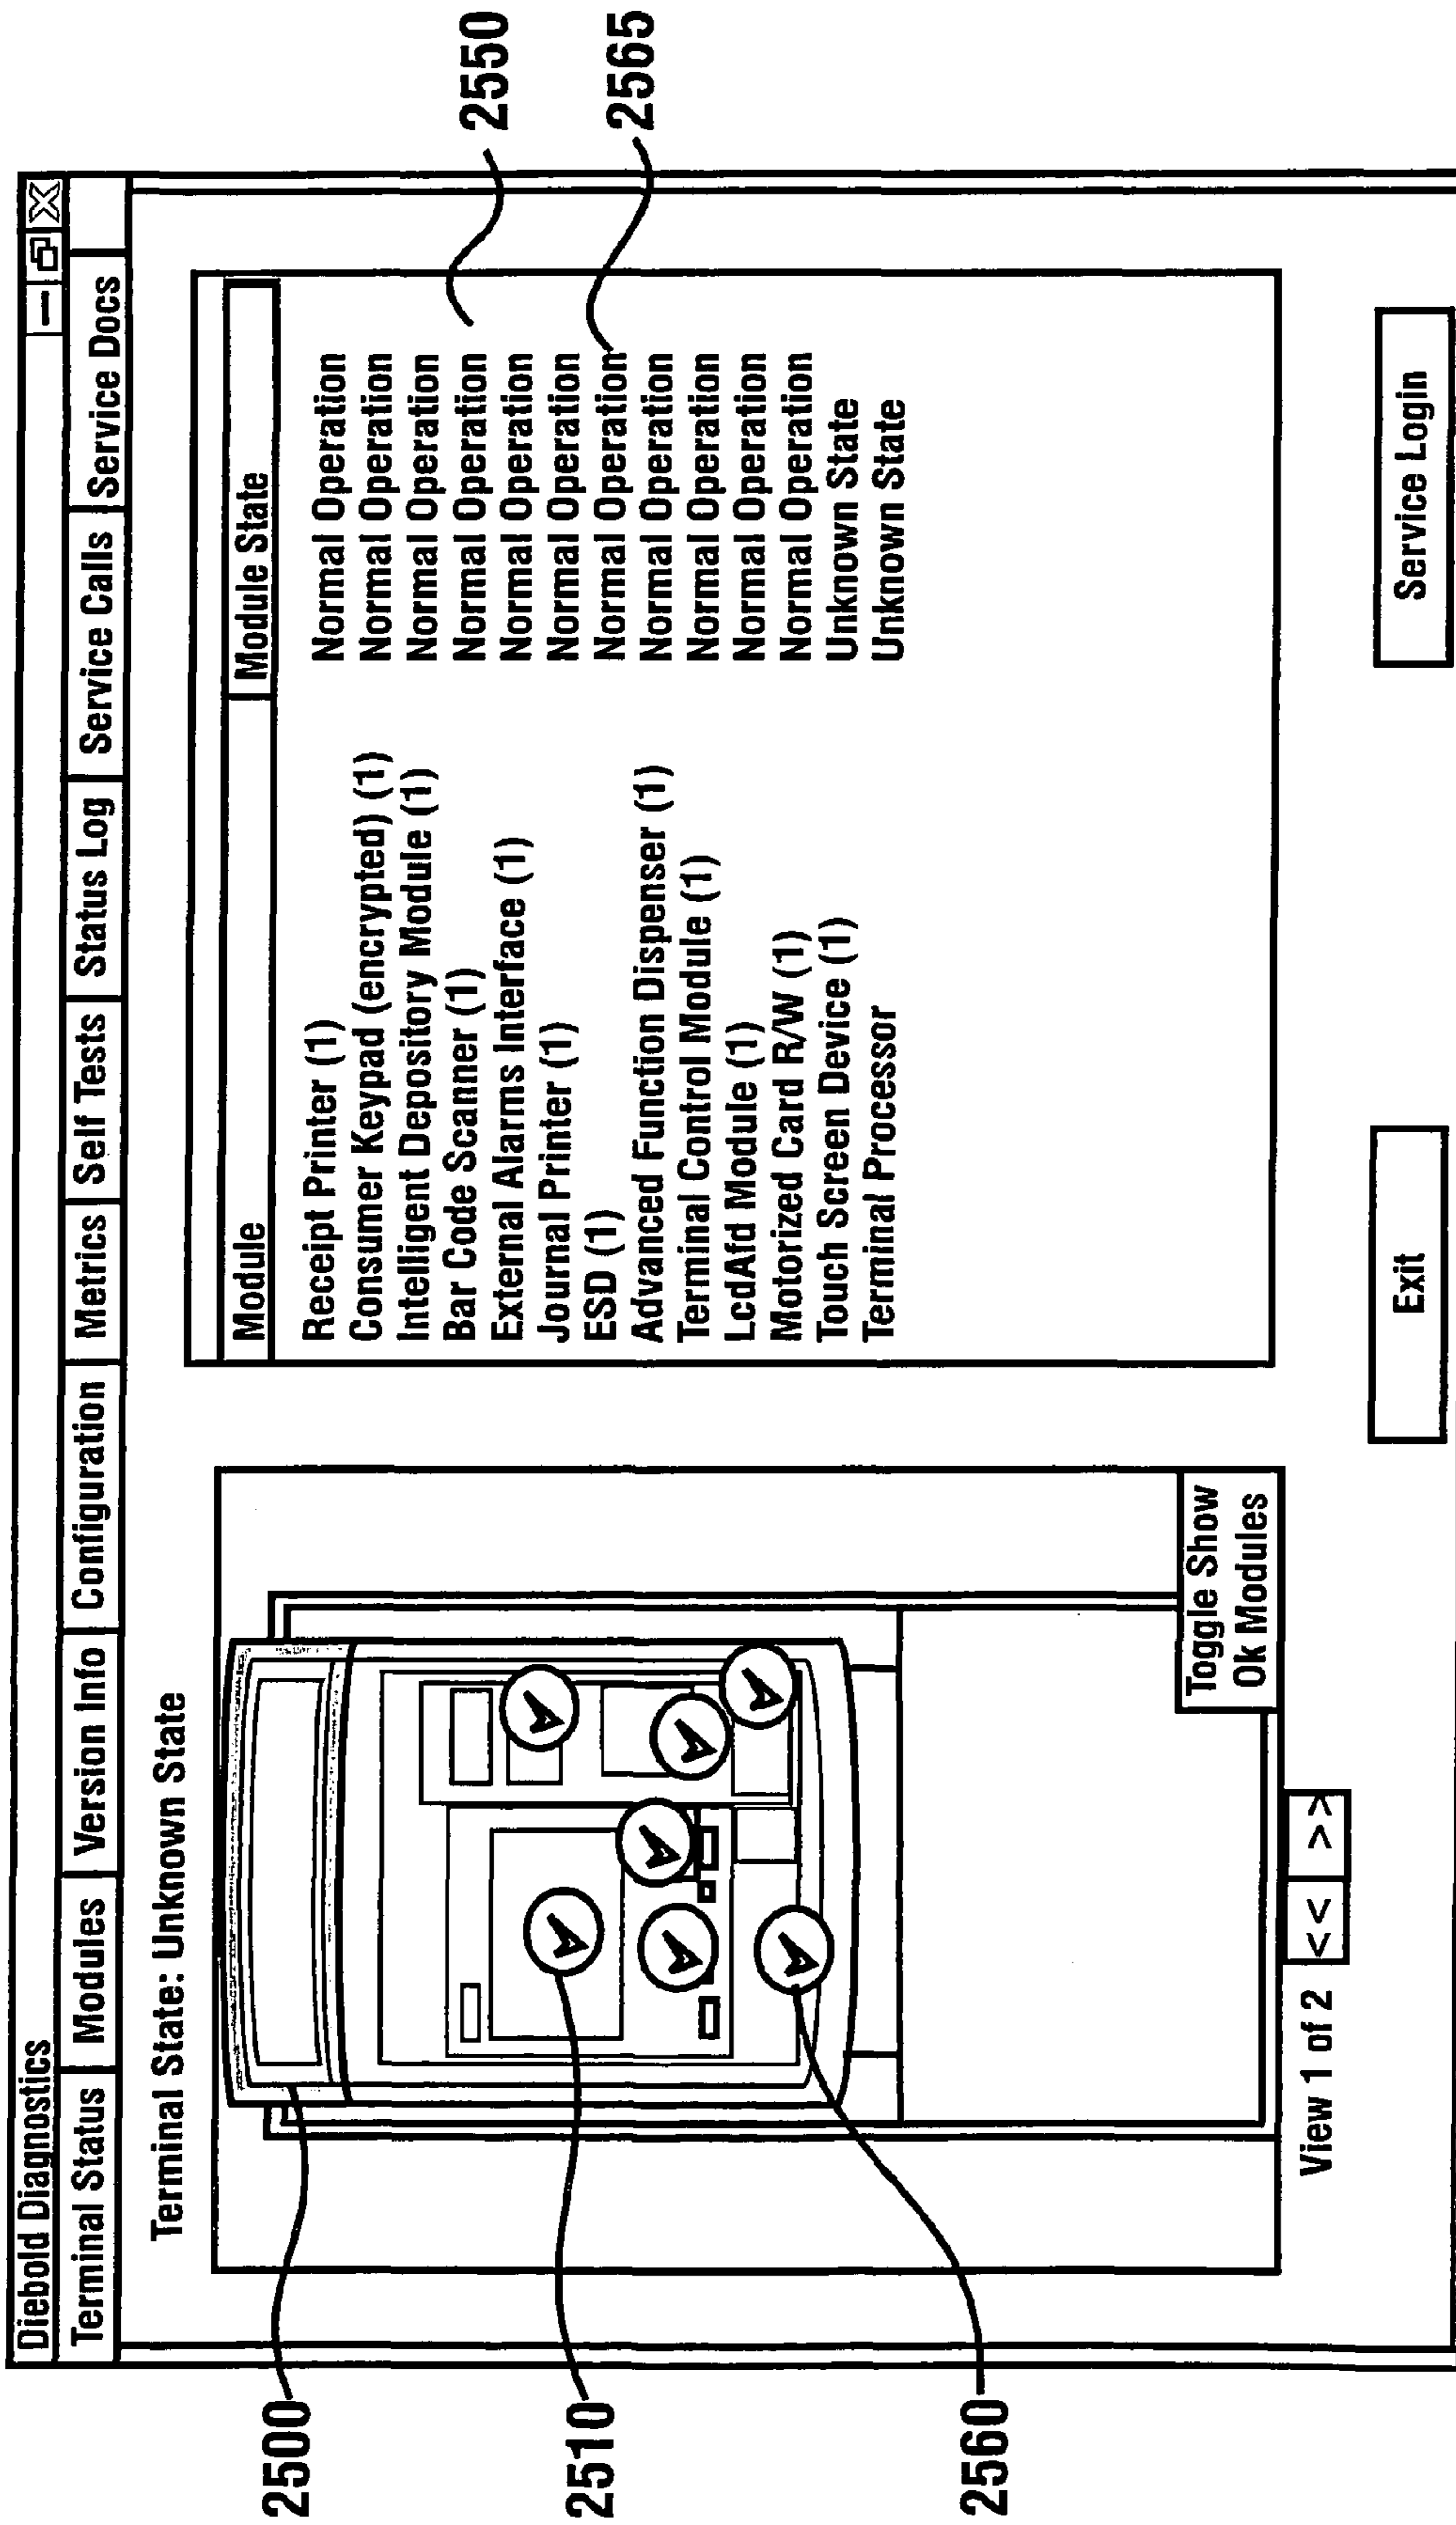 Diebold Diagnostics
Terminal Status Modules Version Info Configuration Metrics Self Tests Status Log Service Calls Service Docs
Terminal State: Unknown State
Module Module State
Receipt Printer (1) Normal Operation
Consumer Keypad (encrypted) (1) Normal Operation
Intelligent Depository Module (1) Normal Operation
Bar Code Scanner (1) Normal Operation
External Alarms Interface (1) Normal Operation
Journal Printer (1) Normal Operation
ESD (1) Normal Operation
Advanced Function Dispenser (1) Normal Operation
Terminal Control Module (1) Normal Operation
LcdAfd Module (1) Normal Operation
Motorized Card R/W (1) Normal Operation
Touch Screen Device (1) Unknown State
Terminal Processor Unknown State
Toggle Show
Ok Modules
View 1 of 2 << >>
Exit
Service Login
2500
2510
2560
2550
2565